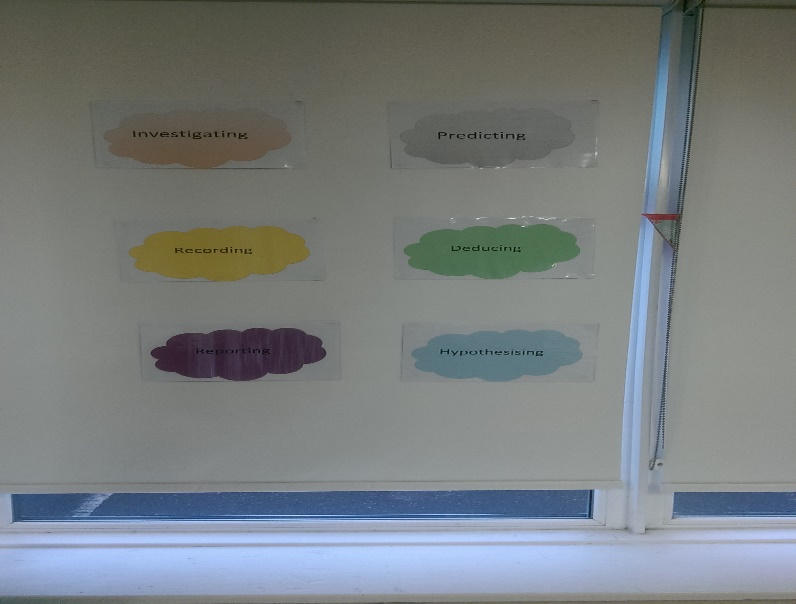 Investigating
Predicting
Recording
Deducing
Reporting
Hypothesising